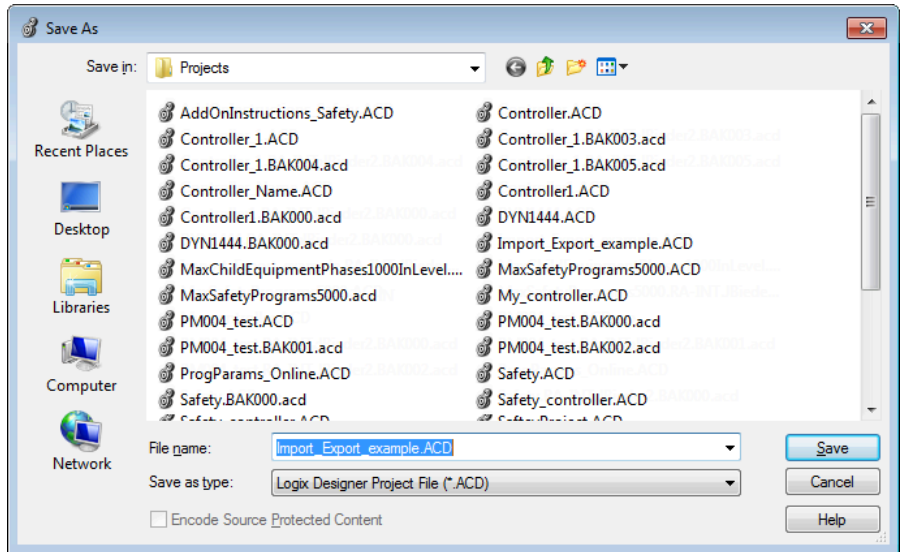 Save As
Save in: Projects
Recent Places
Desktop
Libraries
Computer
Network
AddOnInstructions_Safety.ACD
Controller.ACD
Controller_1.ACD
Controller_1.BAK003.acd
Controller_1.BAK004.acd
Controller_1.BAK005.acd
Controller_Name.ACD
Controller1.ACD
Controller1.BAK000.acd
DYN1444.ACD
DYN1444.BAK000.acd
Import_Export_example.ACD
MaxChildEquipmentPhases1000InLevel....
MaxSafetyPrograms5000.ACD
MaxSafetyPrograms5000.acd
My_controller.ACD
PM004_test.ACD
PM004_test.BAK000.acd
PM004_test.BAK001.acd
PM004_test.BAK002.acd
ProgParams_Online.ACD
Safety.ACD
Safety.BAK000.acd
Safety_controller.ACD
File name: Import_Export_example.ACD
Save
Save as type: Logix Designer Project File (*.ACD)
Cancel
Encode Source Protected Content
Help